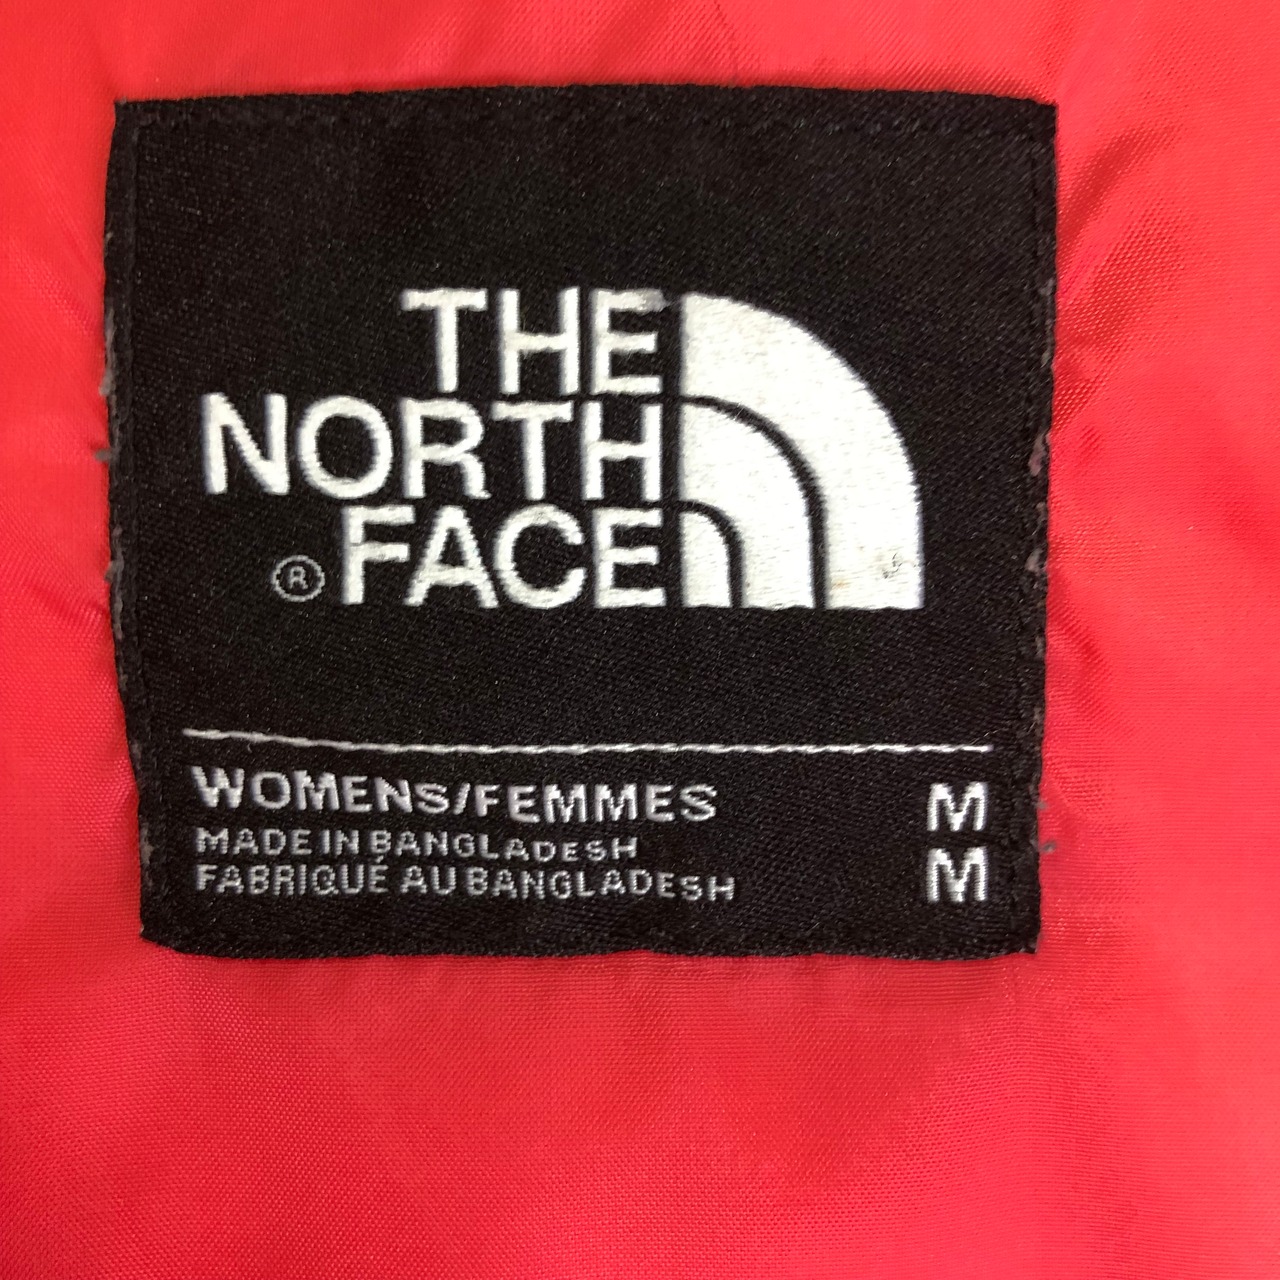 THE
NORTH
® FACE
WOMENS/FEMMES M
MADE IN BANGLADESH
FABRIQUÉ AU BANGLADESH M